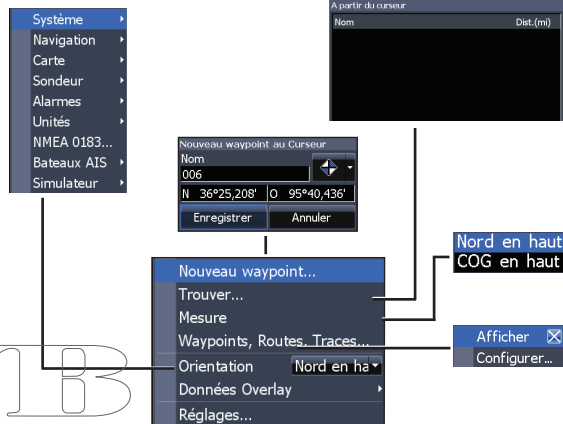 Système
Navigation
Carte
Sondeur
Alarmes
Unités
NMEA 0183...
Bateaux AIS
Simulateur
A partir du curseur
Nom Dist.(mi)
Nouveau waypoint au Curseur
Nom
006
N 36°25,208' O 95°40,436'
Enregistrer Annuler
Nord en haut
COG en haut
Nouveau waypoint...
Trouver...
Mesure
Waypoints, Routes, Traces...
Orientation Nord en ha
Données Overlay
Réglages...
Afficher
Configurer...
1B